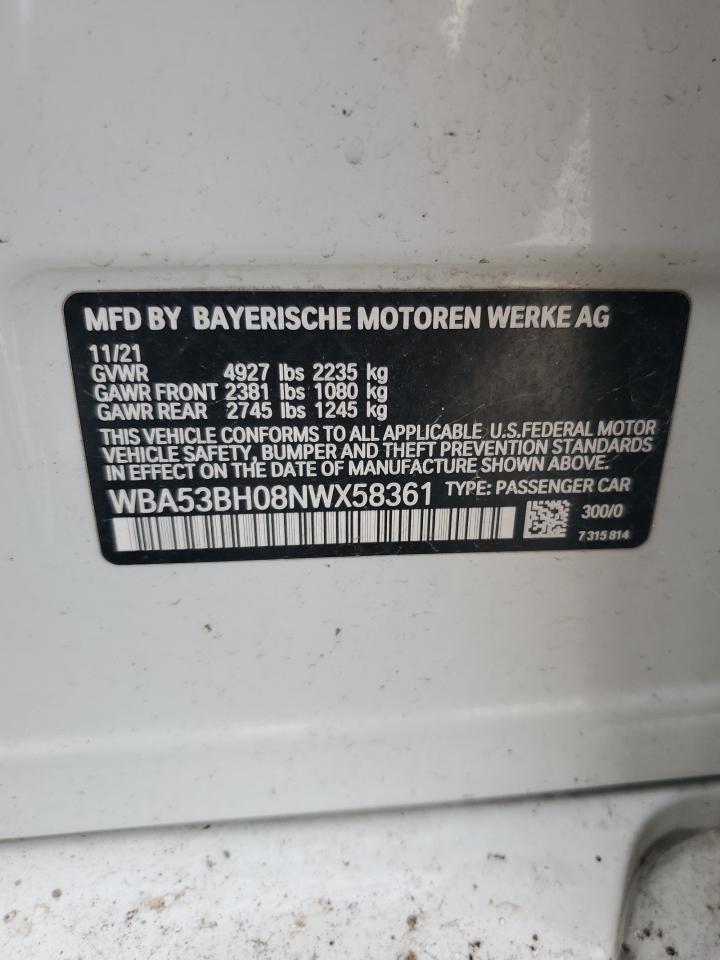 MFD BY BAYERISCHE MOTOREN WERKE AG
11/21
GVWR 4927 lbs 2235 kg
GAWR FRONT 2381 lbs 1080 kg
GAWR REAR 2745 lbs 1245 kg
THIS VEHICLE CONFORMS TO ALL APPLICABLE U.S.FEDERAL MOTOR
VEHICLE SAFETY, BUMPER AND THEFT PREVENTION STANDARDS
IN EFFECT ON THE DATE OF MANUFACTURE SHOWN ABOVE.
WBA53BH08NWX58361 TYPE: PASSENGER CAR
300/0
7 315 814